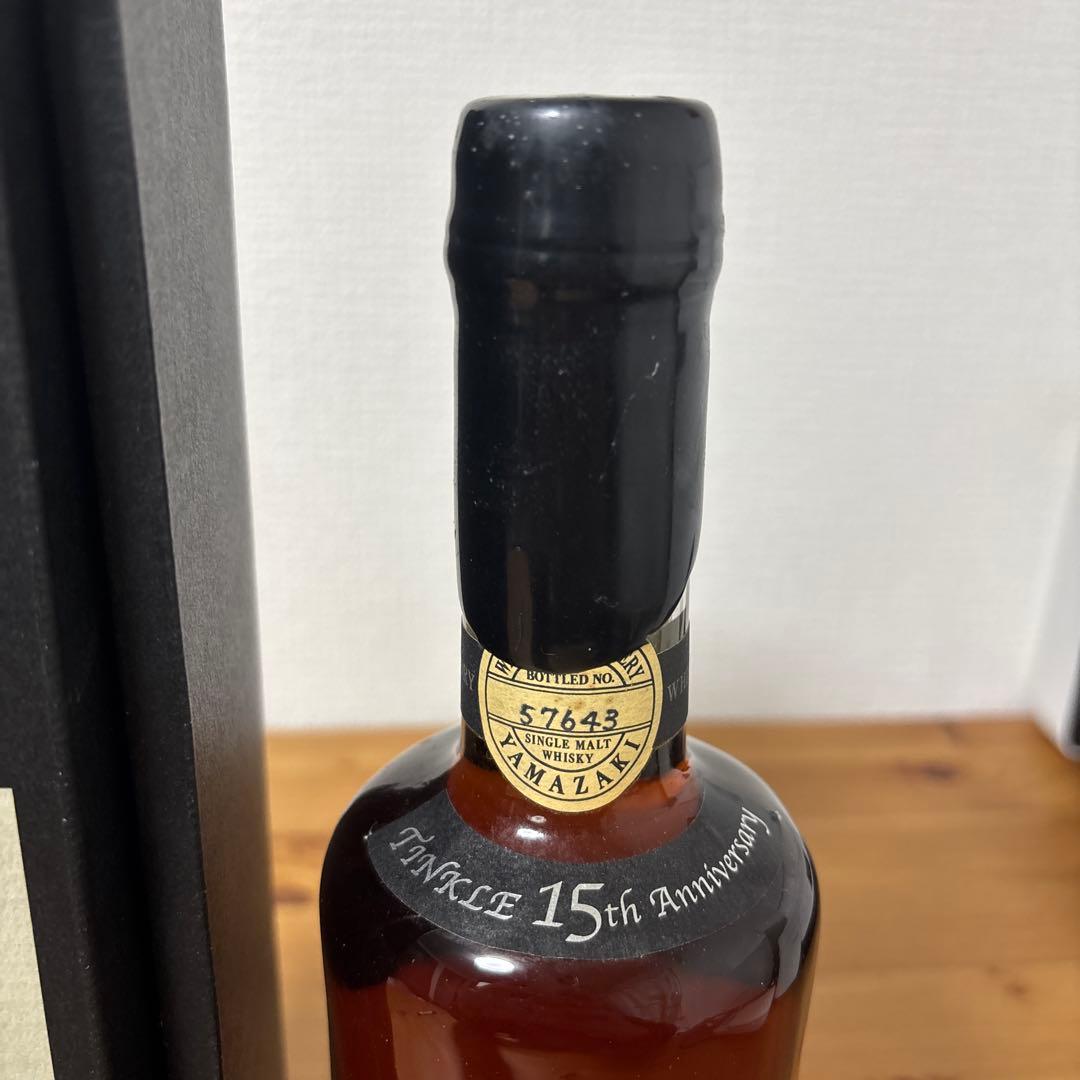 BOTTLED NO.
57643
SINGLE MALT
WHISKY
YAMAZAKI
TINKLE 15th Anniversary